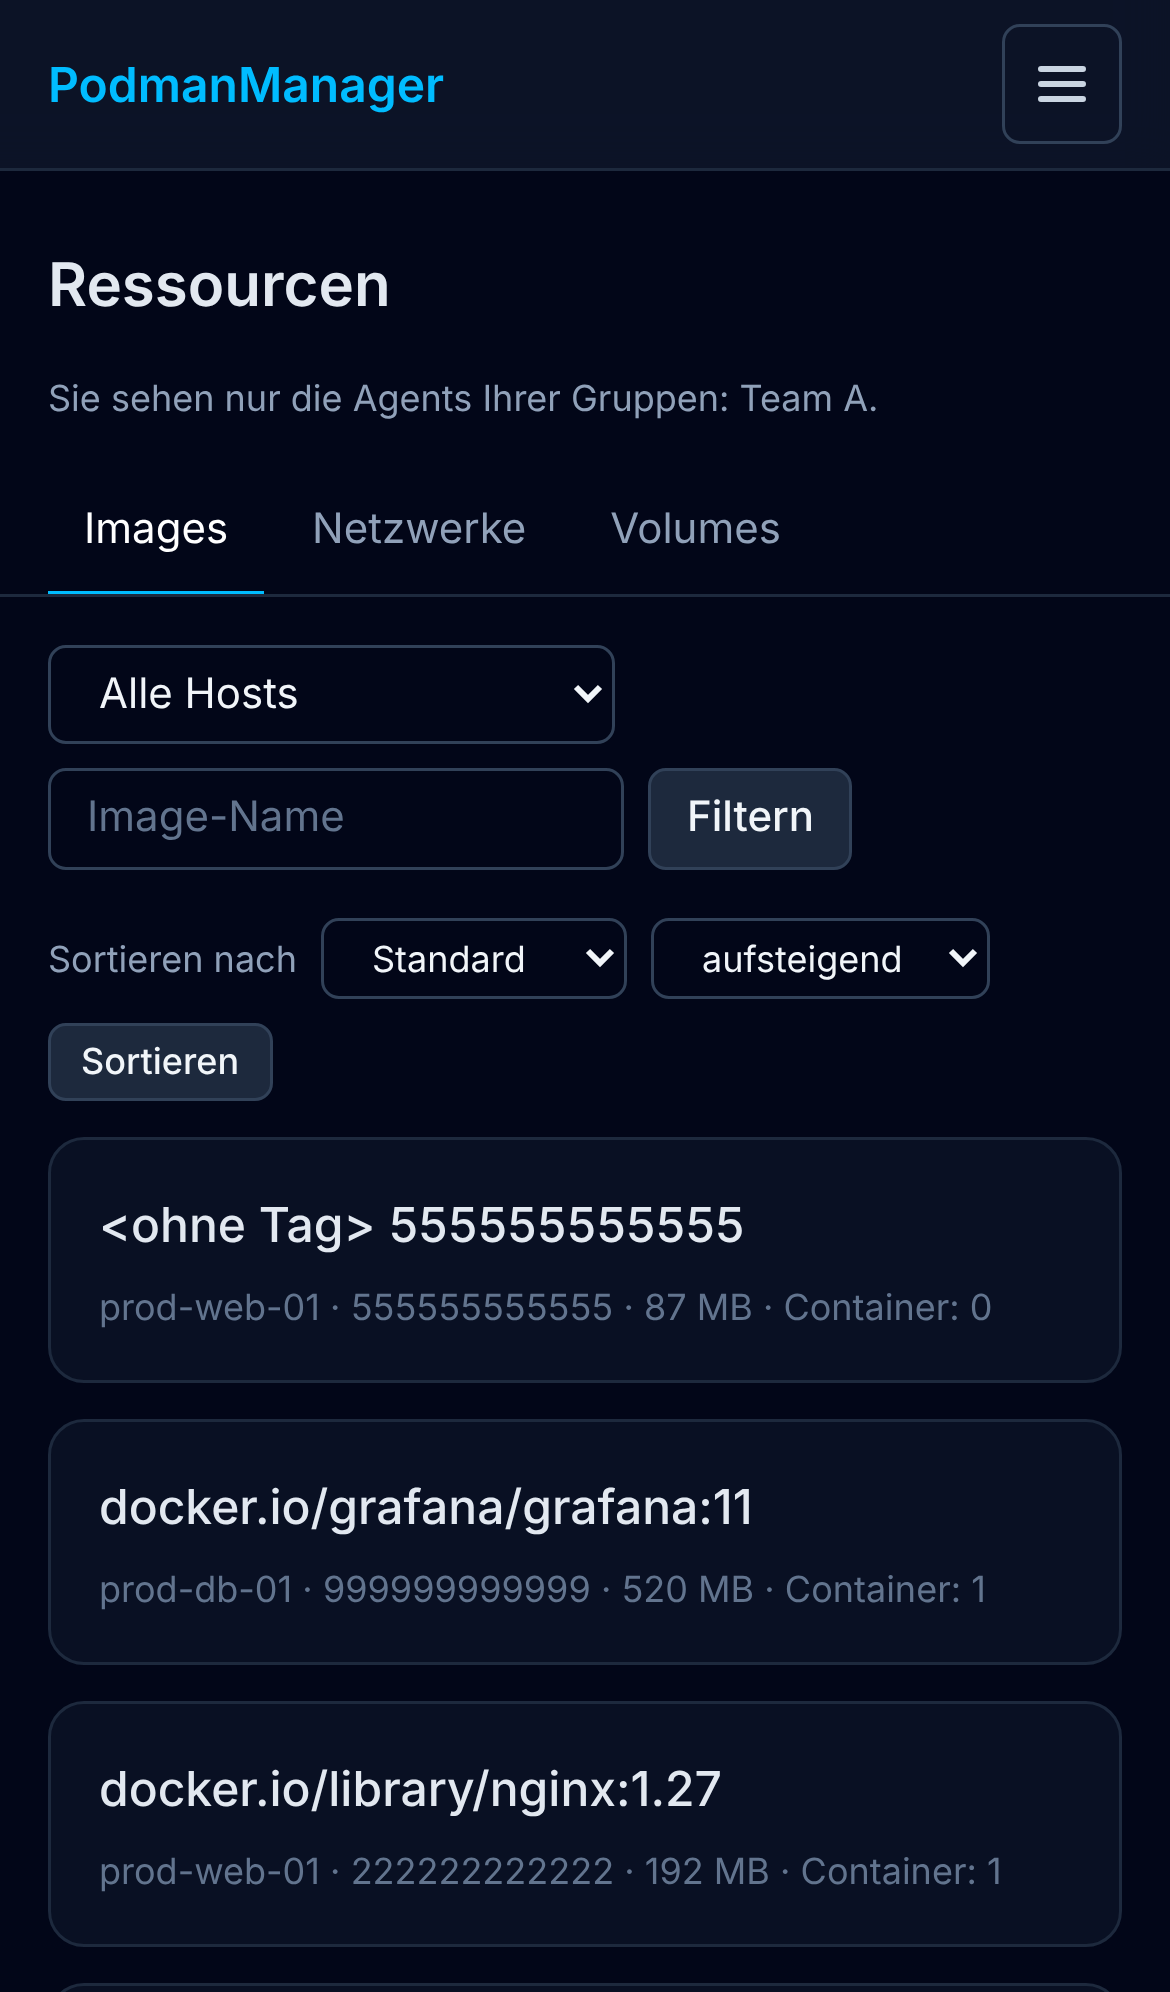 PodmanManager
Ressourcen
Sie sehen nur die Agents Ihrer Gruppen: Team A.
Images Netzwerke Volumes
Alle Hosts
Image-Name Filtern
Sortieren nach Standard aufsteigend
Sortieren
<ohne Tag> 555555555555
prod-web-01 · 555555555555 · 87 MB · Container: 0
docker.io/grafana/grafana:11
prod-db-01 · 999999999999 · 520 MB · Container: 1
docker.io/library/nginx:1.27
prod-web-01 · 222222222222 · 192 MB · Container: 1